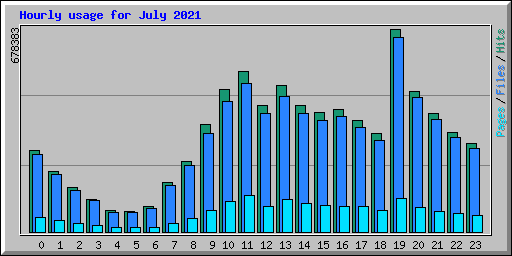 Hourly usage for July 2021
678383
Pages / Files / Hits
0 1 2 3 4 5 6 7 8 9 10 11 12 13 14 15 16 17 18 19 20 21 22 23